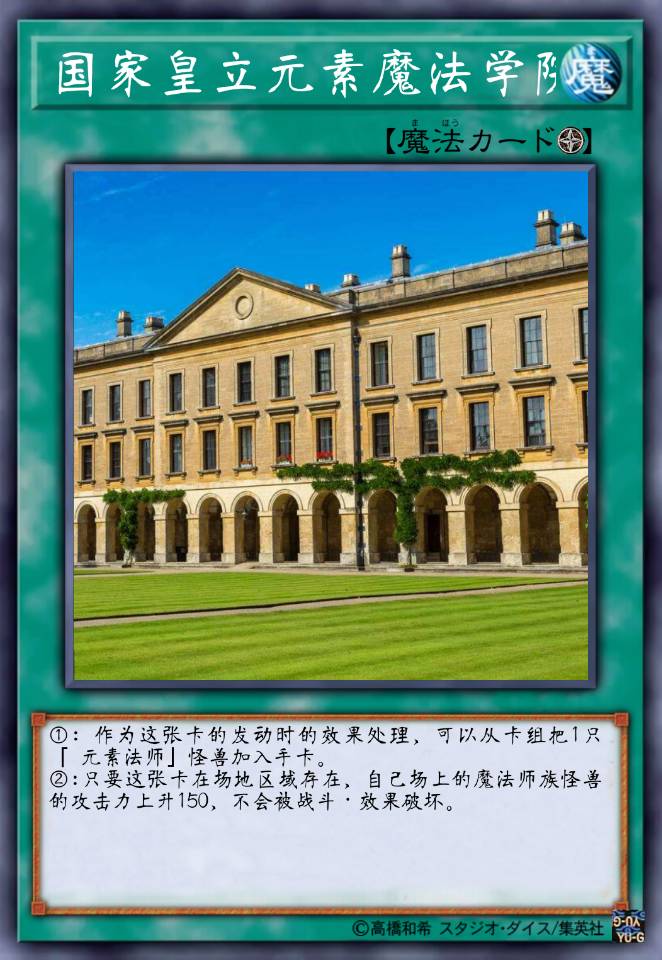 国家皇立元素魔法学院
魔
ま ほう
【魔法カード】
①：作为这张卡的发动时的效果处理，可以从卡组把1只
「 元素法师」怪兽加入手卡。
②:只要这张卡在场地区域存在，自己场上的魔法师族怪兽
的攻击力上升150，不会被战斗·效果破坏。
©高橋和希 スタジオ·ダイス/集英社
YU-G
YU-G